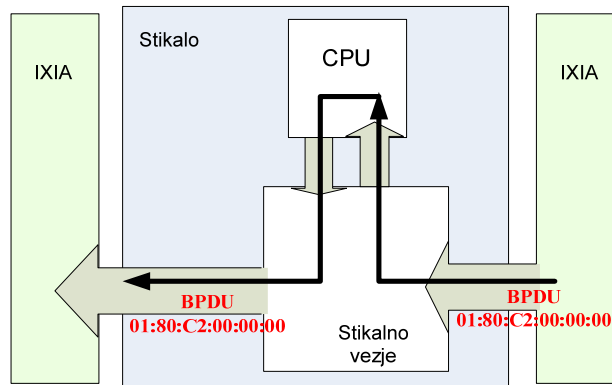 Stikalo
IXIA
CPU
IXIA
BPDU
01:80:C2:00:00:00
BPDU
01:80:C2:00:00:00
Stikalno
vezje